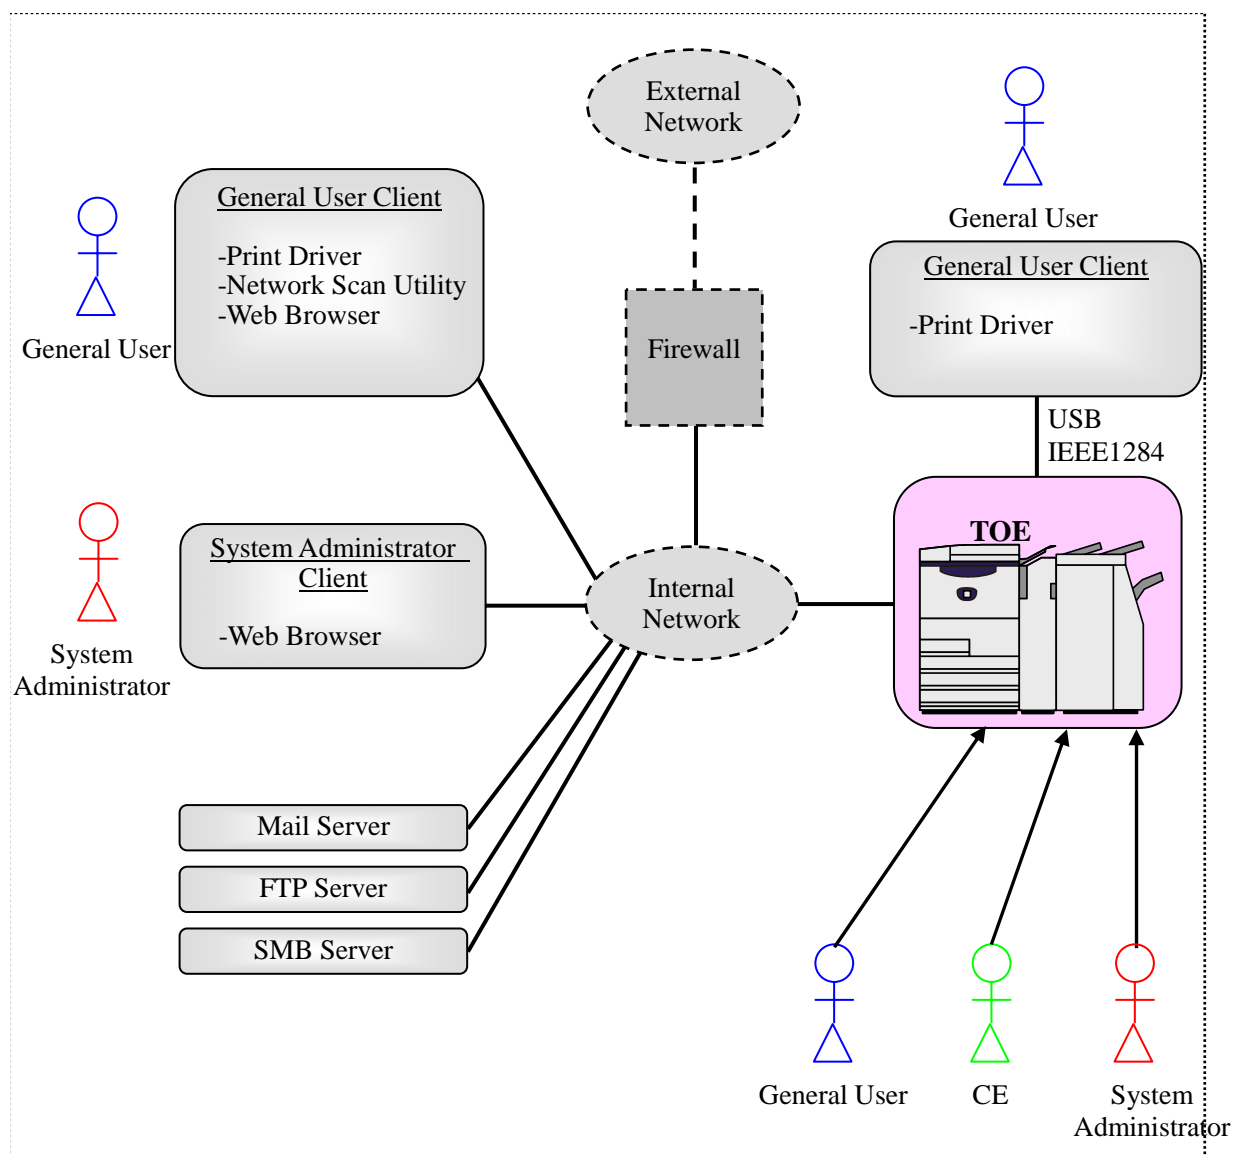 External
Network
General User
General User Client
-Print Driver
-Network Scan Utility
-Web Browser
General User
General User Client
-Print Driver
Firewall
USB
IEEE1284
System
Administrator
System Administrator
Client
-Web Browser
Internal
Network
TOE
Mail Server
FTP Server
SMB Server
General User
CE
System
Administrator